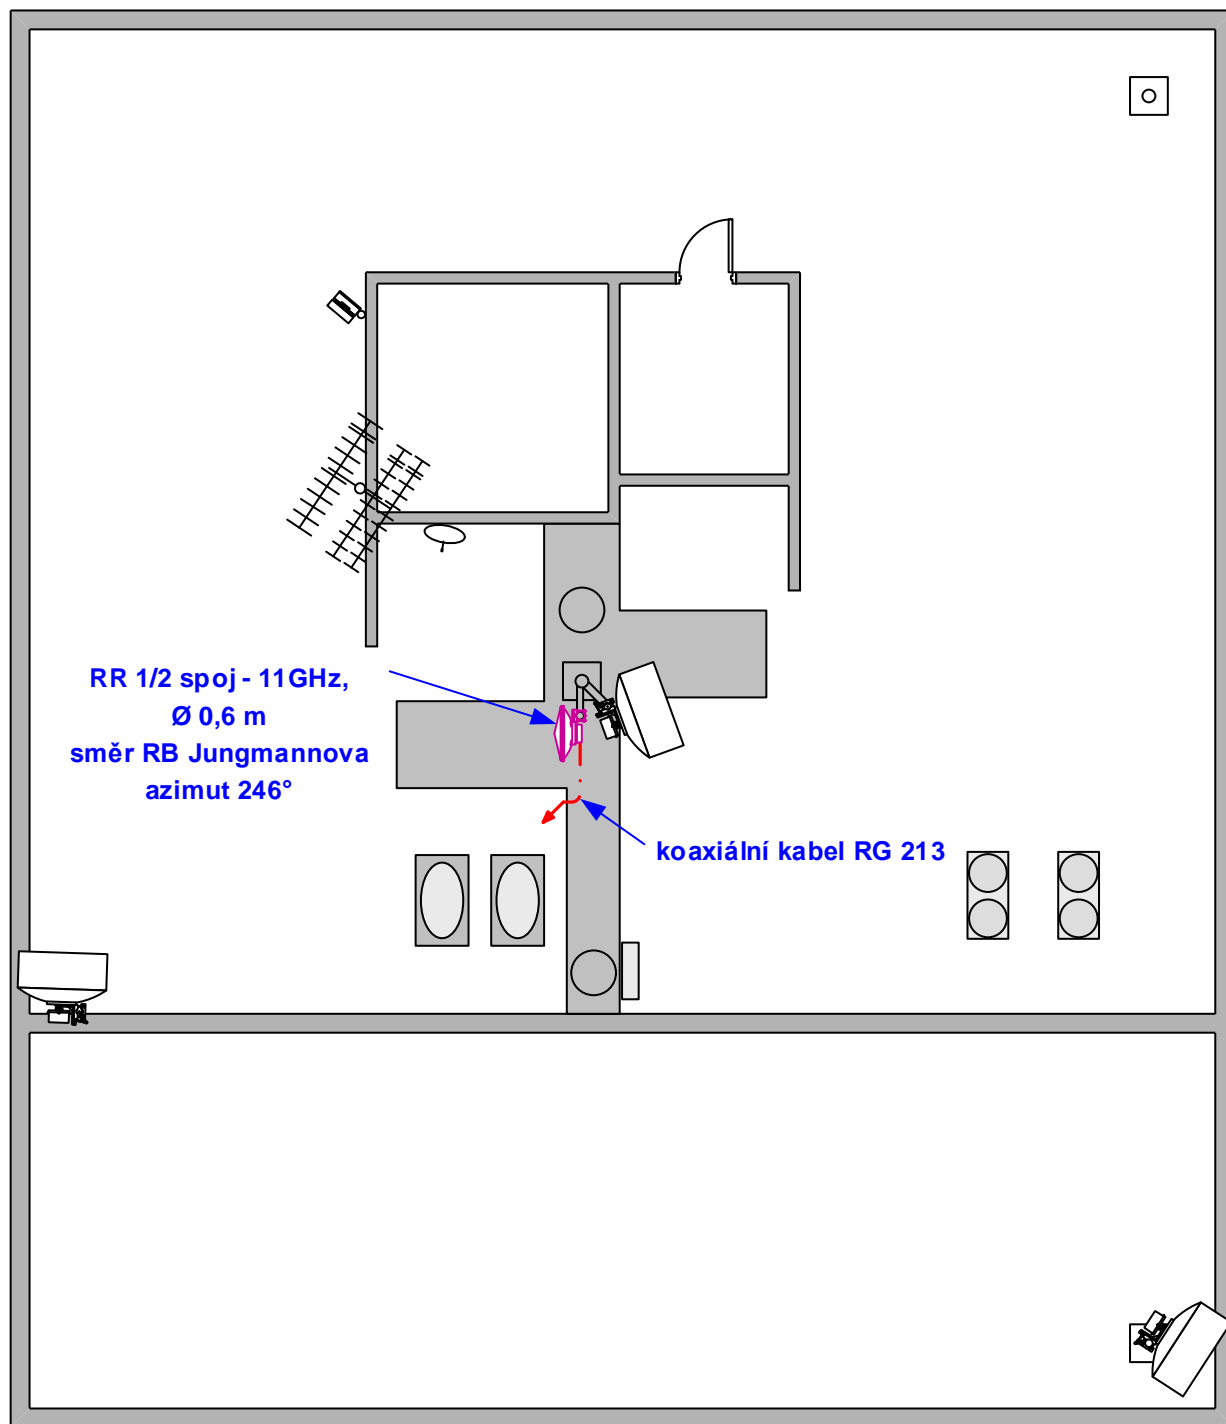 RR 1/2 spoj - 11GHz,
Ø 0,6 m
směr RB Jungmannova
azimut 246°
koaxiální kabel RG 213